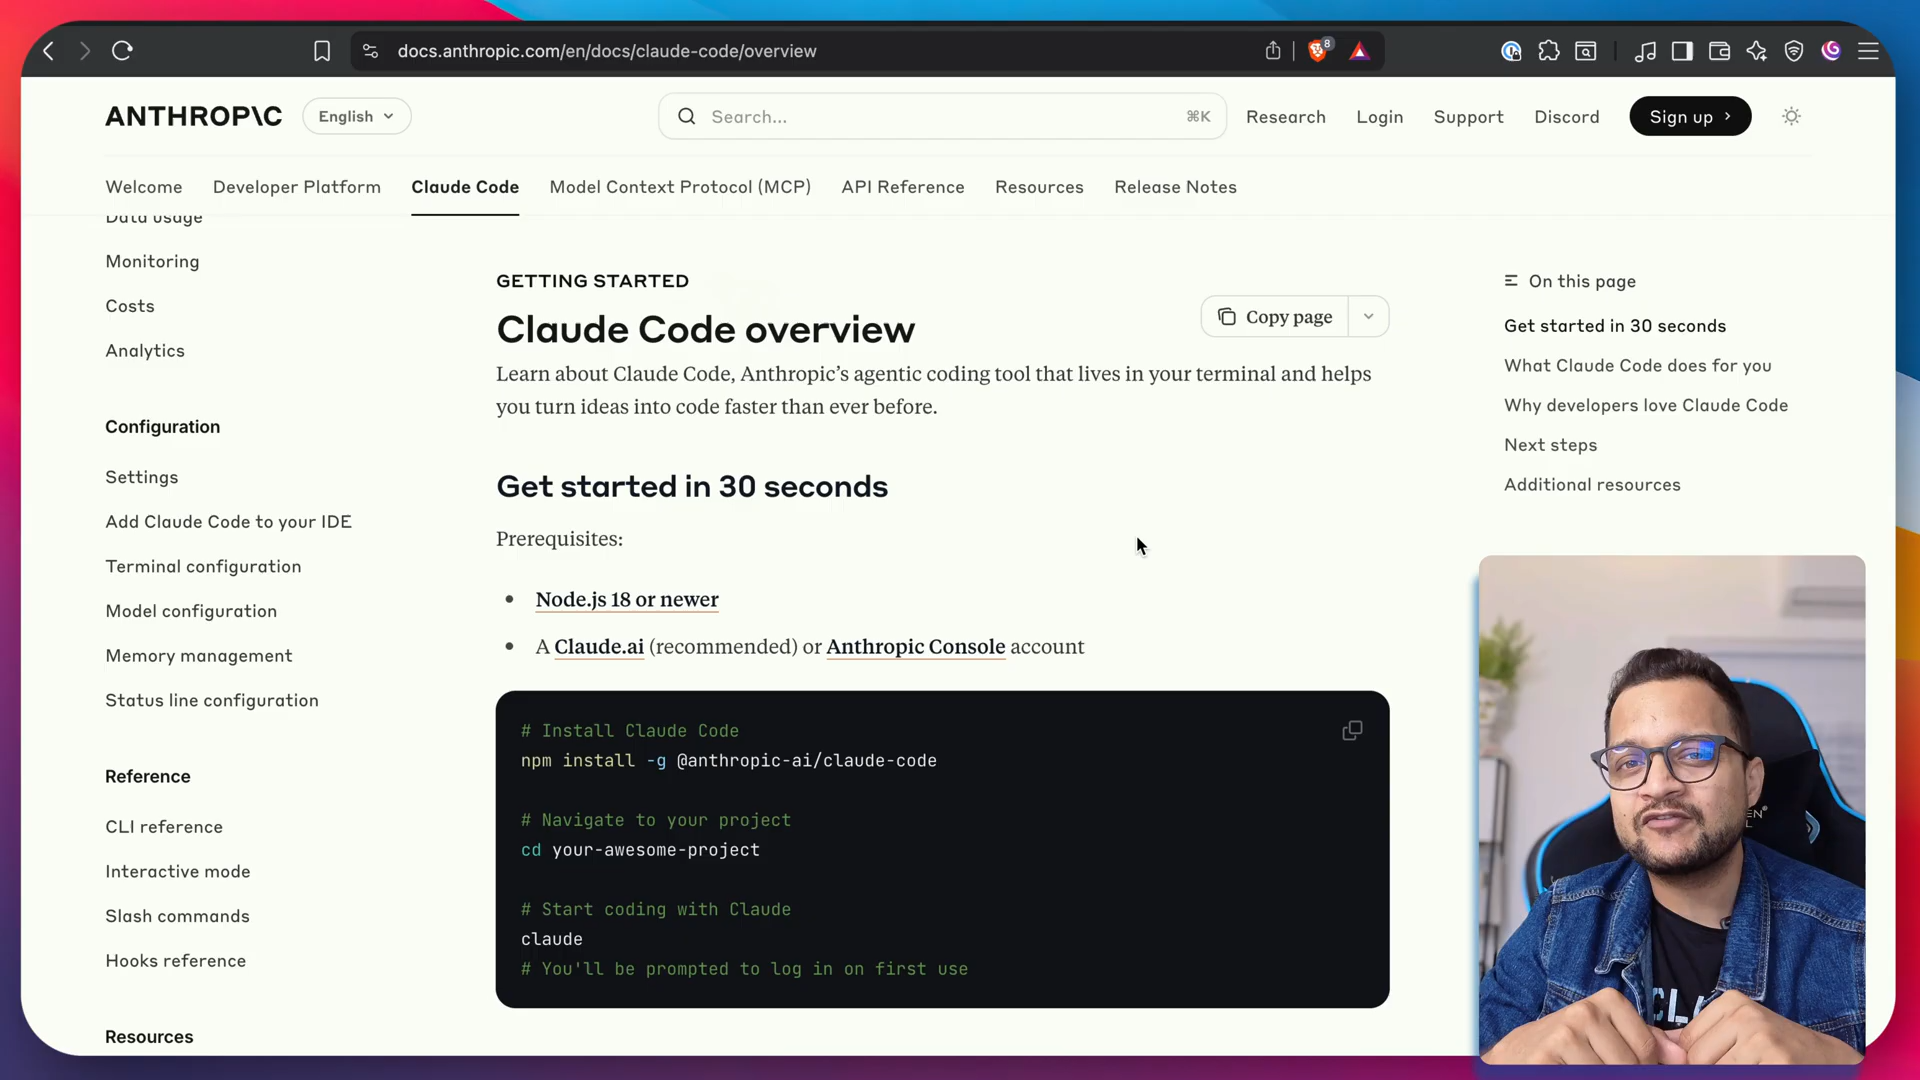 docs.anthropic.com/en/docs/claude-code/overview
8
ANTHROP\C
English
Search...
⌘K
Research
Login
Support
Discord
Sign up
Welcome
Developer Platform
Claude Code
Model Context Protocol (MCP)
API Reference
Resources
Release Notes
Data usage
Monitoring
Costs
Analytics
Configuration
Settings
Add Claude Code to your IDE
Terminal configuration
Model configuration
Memory management
Status line configuration
Reference
CLI reference
Interactive mode
Slash commands
Hooks reference
Resources
GETTING STARTED
Claude Code overview
Copy page
Learn about Claude Code, Anthropic’s agentic coding tool that lives in your terminal and helps
you turn ideas into code faster than ever before.
Get started in 30 seconds
Prerequisites:
• Node.js 18 or newer
• A Claude.ai (recommended) or Anthropic Console account
# Install Claude Code
npm install -g @anthropic-ai/claude-code
# Navigate to your project
cd your-awesome-project
# Start coding with Claude
claude
# You'll be prompted to log in on first use
On this page
Get started in 30 seconds
What Claude Code does for you
Why developers love Claude Code
Next steps
Additional resources